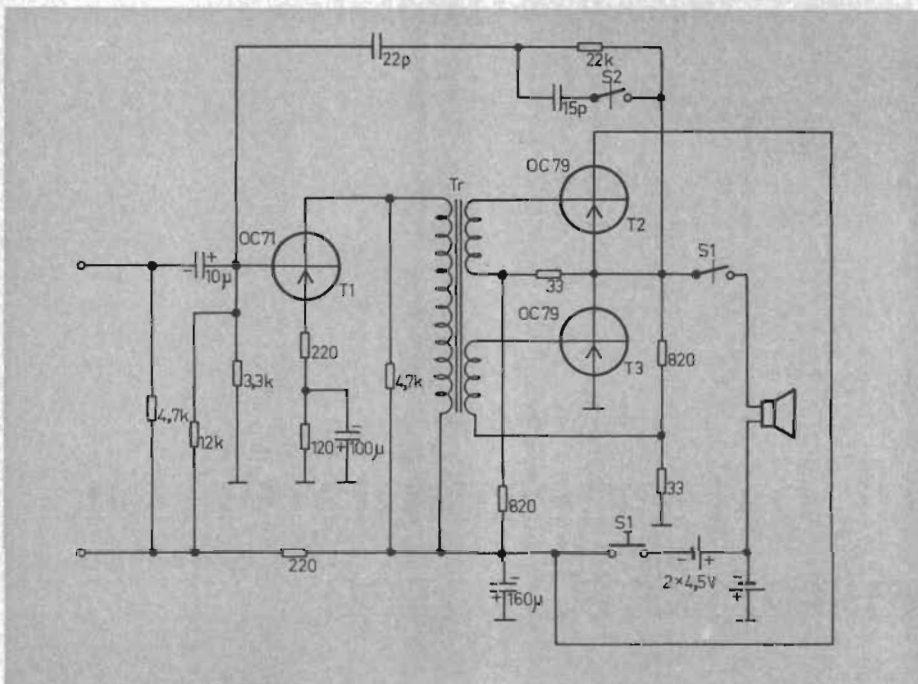 22p
22k
S2
15p
OC79
Tr
T2
OC71
- +
10µ
T1
33
S1
OC79
220
T3
820
3,3k
4,7k
4,7k
12k
120
-
+
100µ
33
820
S1
- +
2×4,5V
220
-
+
160µ
-
+